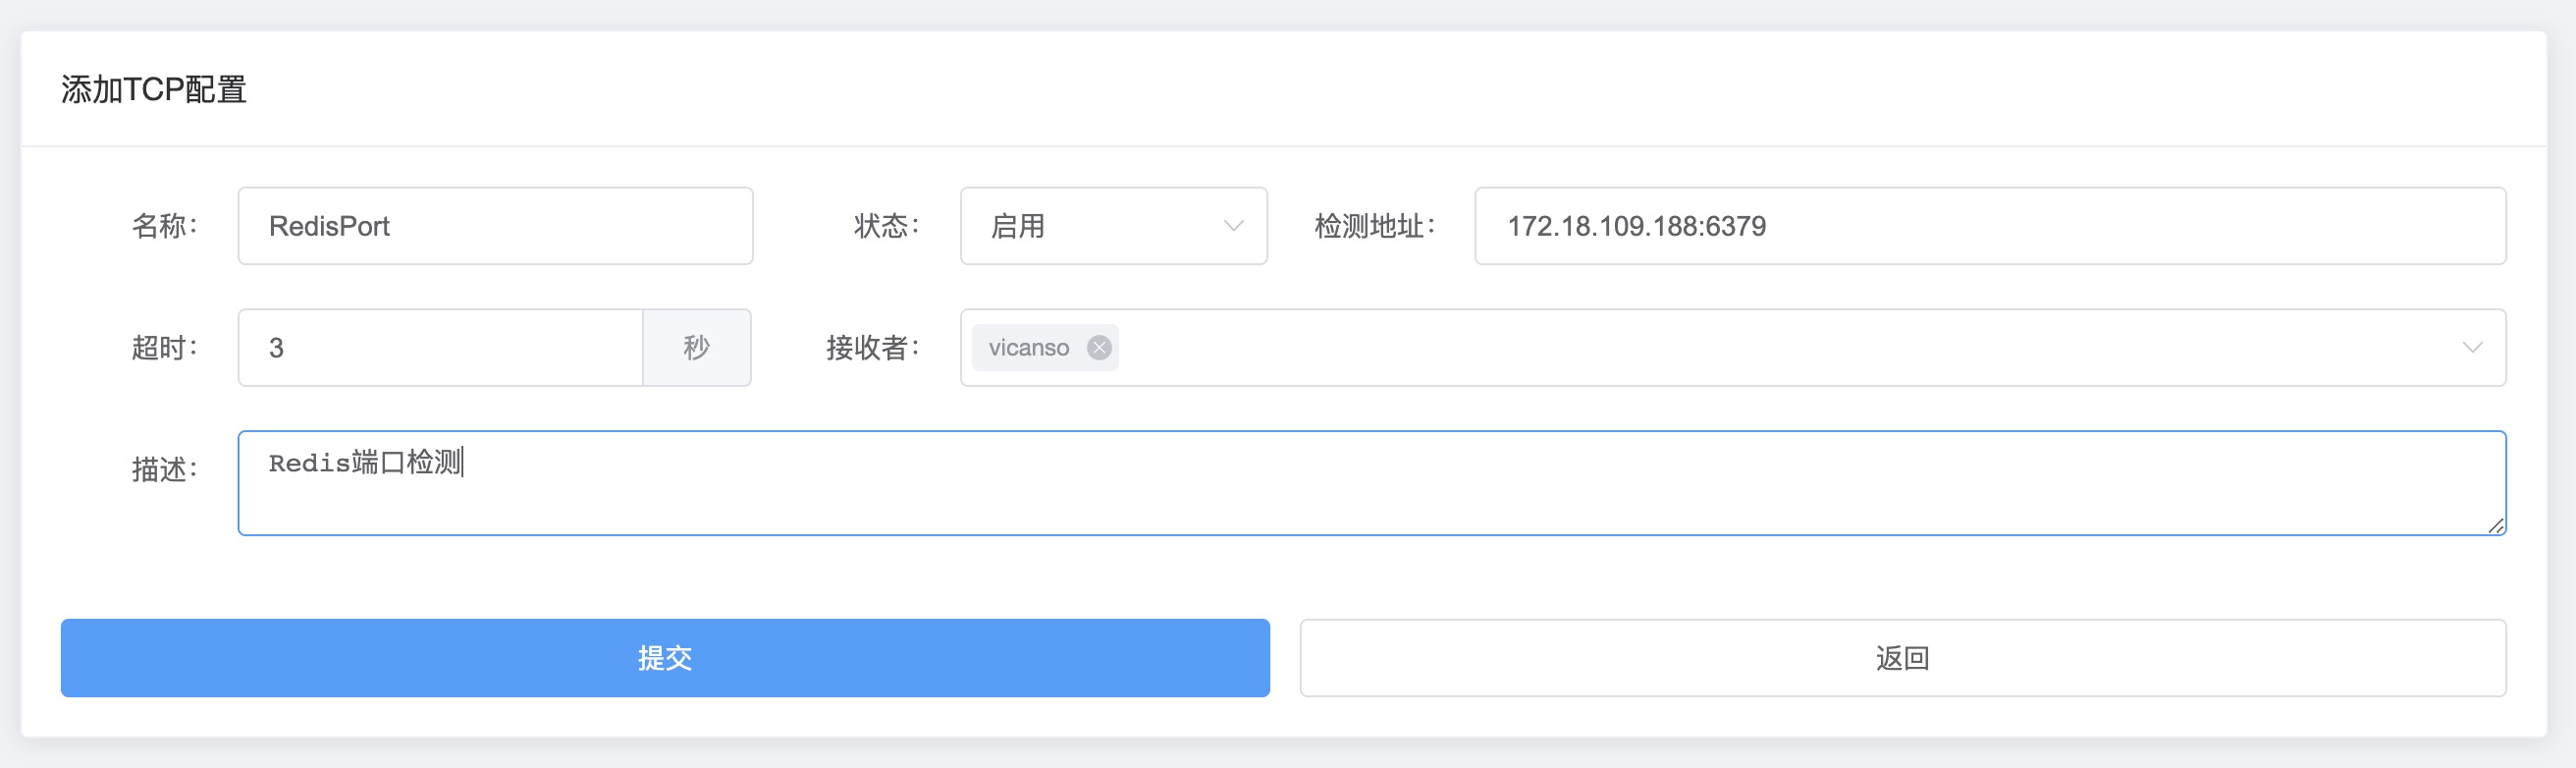 添加TCP配置
名称： RedisPort 状态： 启用 检测地址： 172.18.109.188:6379
超时： 3 秒 接收者： vicanso
描述： Redis端口检测
提交 返回